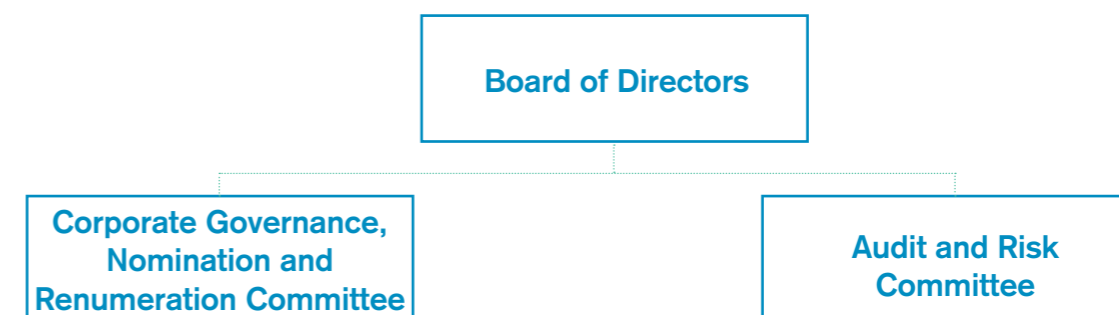 Board of Directors
Corporate Governance,
Nomination and
Renumeration Committee
Audit and Risk
Committee